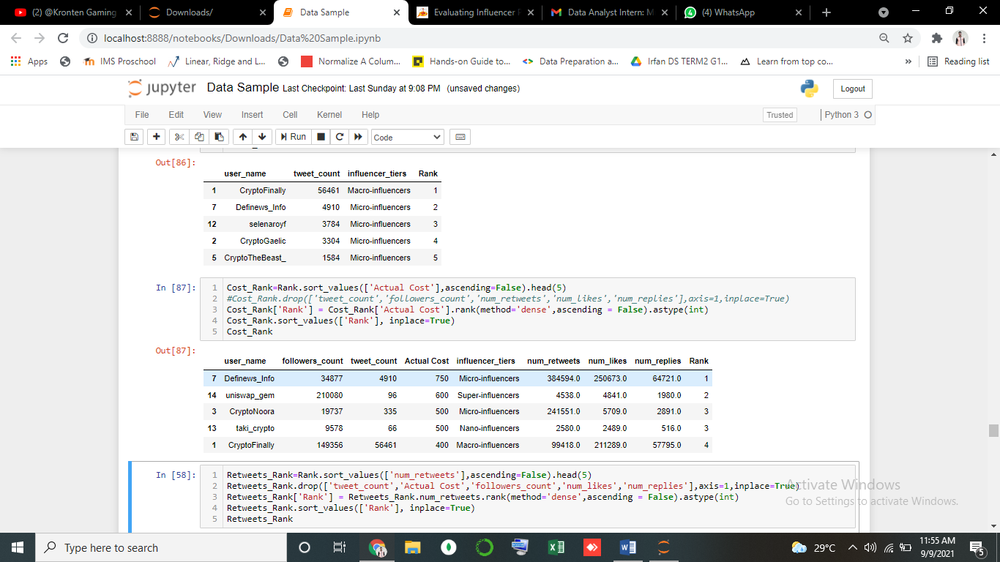 (2) @Kronten Gaming
Downloads/
Data Sample
Evaluating Influencer
Data Analyst Intern: M
(4) WhatsApp
localhost:8888/notebooks/Downloads/Data%20Sample.ipynb
Apps
IMS Proschool
Linear, Ridge and L...
Normalize A Colum...
Hands-on Guide to...
Data Preparation a...
Irfan DS TERM2 G1...
Learn from top co...
»
Reading list
jupyter Data Sample Last Checkpoint: Last Sunday at 9:08 PM (unsaved changes)
Logout
File Edit View Insert Cell Kernel Help
Trusted
Python 3
Run
Code
Out[86]:
user_name tweet_count influencer_tiers Rank
1 CryptoFinally 56461 Macro-influencers 1
7 Definews_Info 4910 Micro-influencers 2
12 selenaroyf 3784 Micro-influencers 3
2 CryptoGaelic 3304 Micro-influencers 4
5 CryptoTheBeast_ 1584 Micro-influencers 5
In [87]:
1 Cost_Rank=Rank.sort_values(['Actual Cost'],ascending=False).head(5)
2 #Cost_Rank.drop(['tweet_count','followers_count','num_retweets','num_likes','num_replies'],axis=1,inplace=True)
3 Cost_Rank['Rank'] = Cost_Rank['Actual Cost'].rank(method='dense',ascending = False).astype(int)
4 Cost_Rank.sort_values(['Rank'], inplace=True)
5 Cost_Rank
Out[87]:
user_name followers_count tweet_count Actual Cost influencer_tiers num_retweets num_likes num_replies Rank
7 Definews_Info 34877 4910 750 Micro-influencers 384594.0 250673.0 64721.0 1
14 uniswap_gem 210080 96 600 Super-influencers 4538.0 4841.0 1980.0 2
3 CryptoNoora 19737 335 500 Micro-influencers 241551.0 5709.0 2891.0 3
13 taki_crypto 9578 66 500 Nano-influencers 2580.0 2489.0 516.0 3
1 CryptoFinally 149356 56461 400 Macro-influencers 99418.0 211289.0 57795.0 4
In [58]:
1 Retweets_Rank=Rank.sort_values(['num_retweets'],ascending=False).head(5)
2 Retweets_Rank.drop(['tweet_count','Actual Cost','followers_count','num_likes','num_replies'],axis=1,inplace=True)
3 Retweets_Rank['Rank'] = Retweets_Rank.num_retweets.rank(method='dense',ascending = False).astype(int)
4 Retweets_Rank.sort_values(['Rank'], inplace=True)
5 Retweets_Rank
Activate Windows
Go to Settings to activate Windows.
Type here to search
29°C
11:55 AM
9/9/2021
5